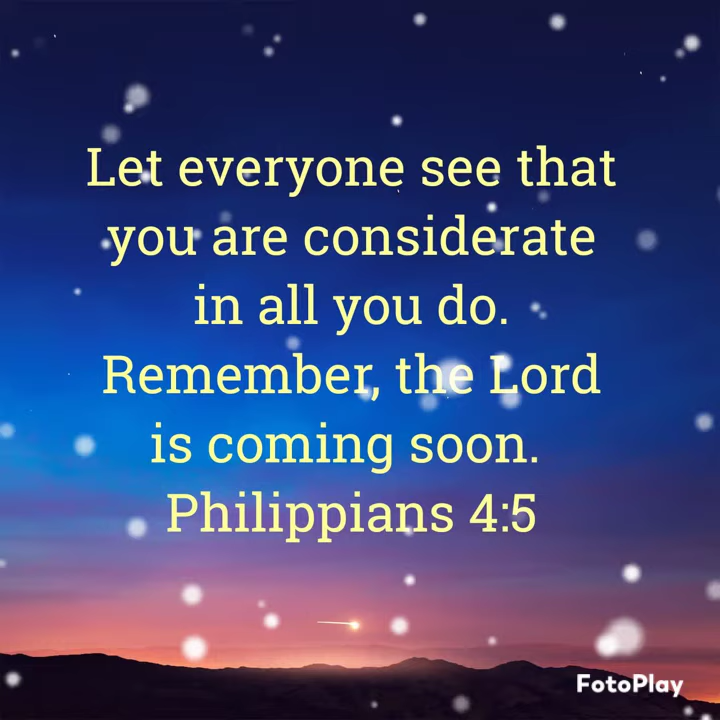 Let everyone see that
you are considerate
in all you do.
Remember, the Lord
is coming soon.
Philippians 4:5
FotoPlay